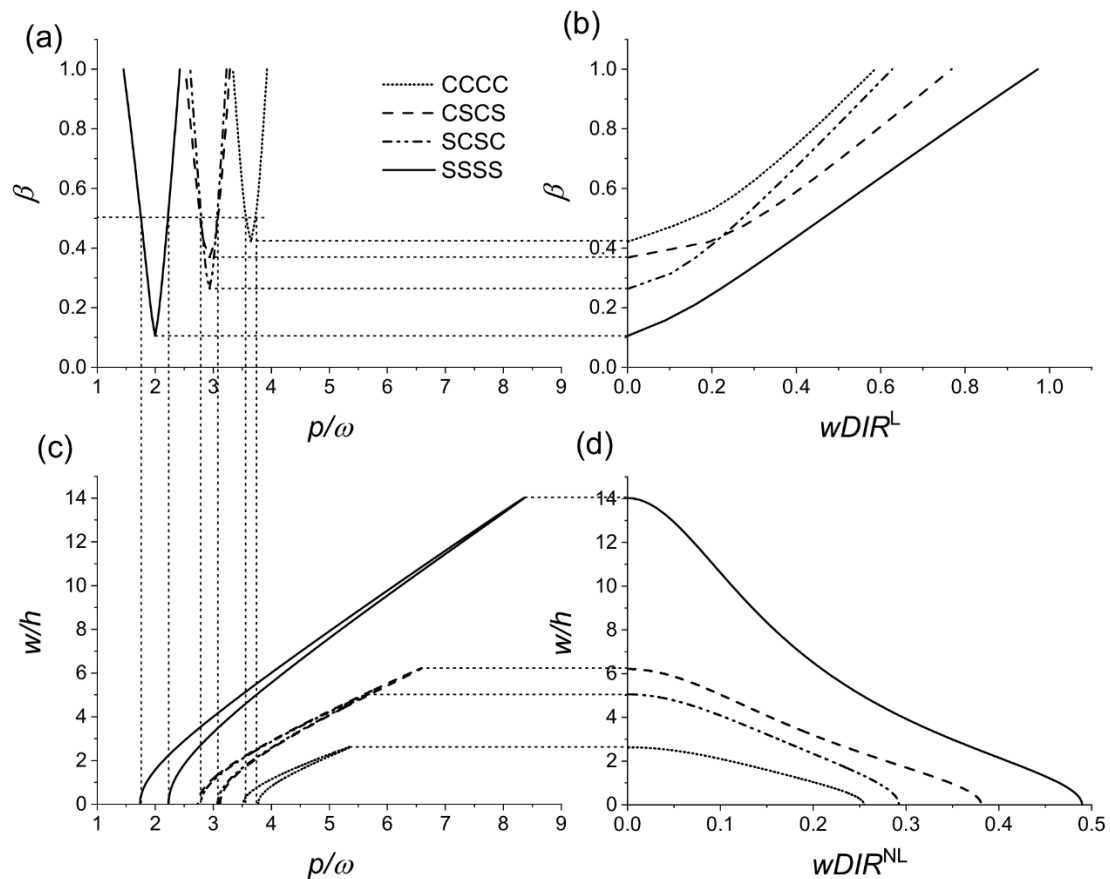 (a)
(b)
1.0
0.8
0.6
0.4
0.2
0.0
β
1 2 3 4 5 6 7 8 9
p/ω
CCCC
CSCS
SCSC
SSSS
1.0
0.8
0.6
0.4
0.2
0.0
β
0.0 0.2 0.4 0.6 0.8 1.0
wDIR^L
(c)
(d)
14
12
10
8
6
4
2
0
w/h
1 2 3 4 5 6 7 8 9
p/ω
14
12
10
8
6
4
2
0
w/h
0.0 0.1 0.2 0.3 0.4 0.5
wDIR^NL